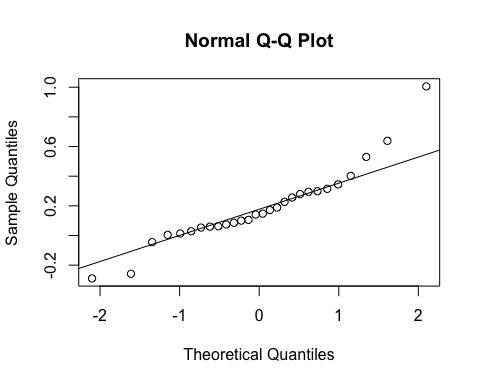 Normal Q-Q Plot
Sample Quantiles
1.0
0.6
0.2
-0.2
-2 -1 0 1 2
Theoretical Quantiles